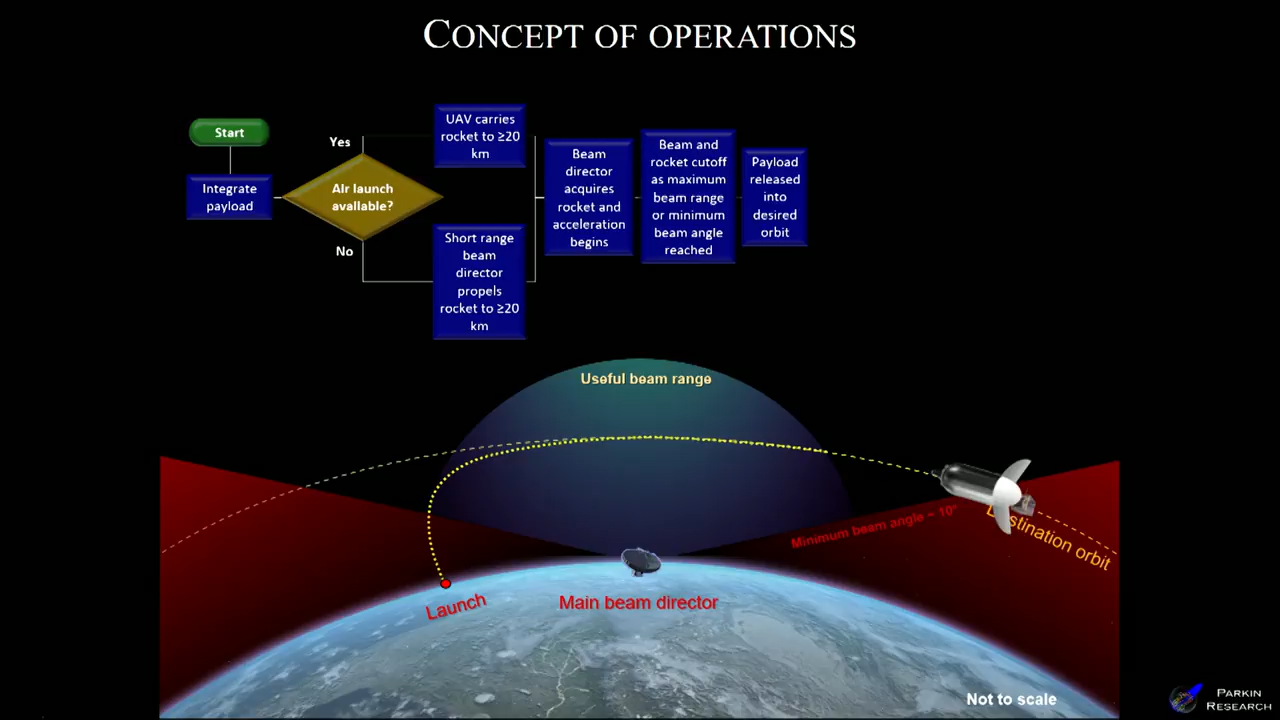 CONCEPT OF OPERATIONS
Start
Integrate
payload
Yes
Air launch
available?
No
UAV carries
rocket to ≥20
km
Short range
beam
director
propels
rocket to ≥20
km
Beam
director
acquires
rocket and
acceleration
begins
Beam and
rocket cutoff
as maximum
beam range
or minimum
beam angle
reached
Payload
released
into
desired
orbit
Useful beam range
Minimum beam angle ~ 10°
Destination orbit
Launch
Main beam director
Not to scale
PARKIN
RESEARCH